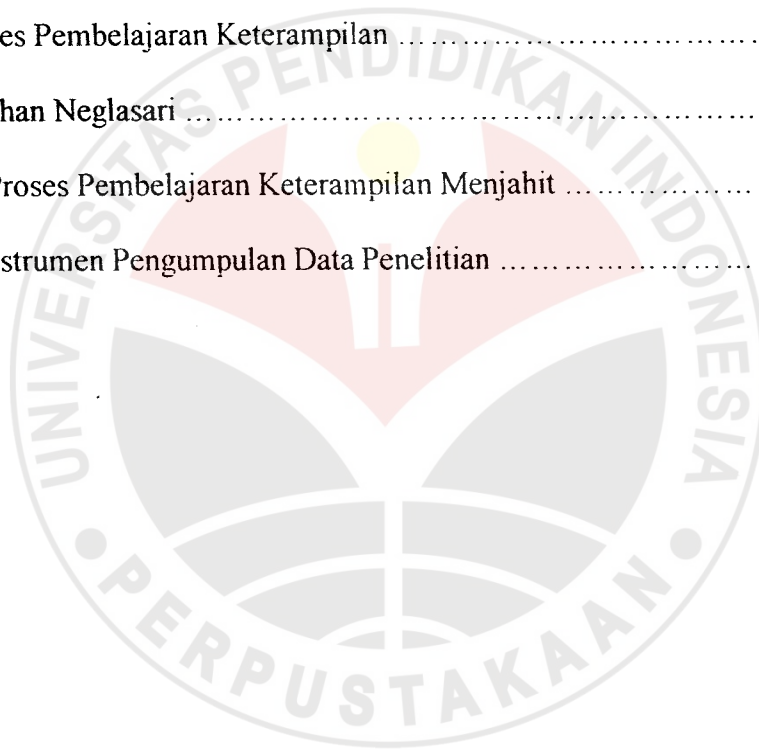 es Pembelajaran Keterampilan ........................................
han Neglasari ............................................................
Proses Pembelajaran Keterampilan Menjahit ..................
strumen Pengumpulan Data Penelitian ........................
UNIVERSITAS PENDIDIKAN INDONESIA
PERPUSTAKAAN